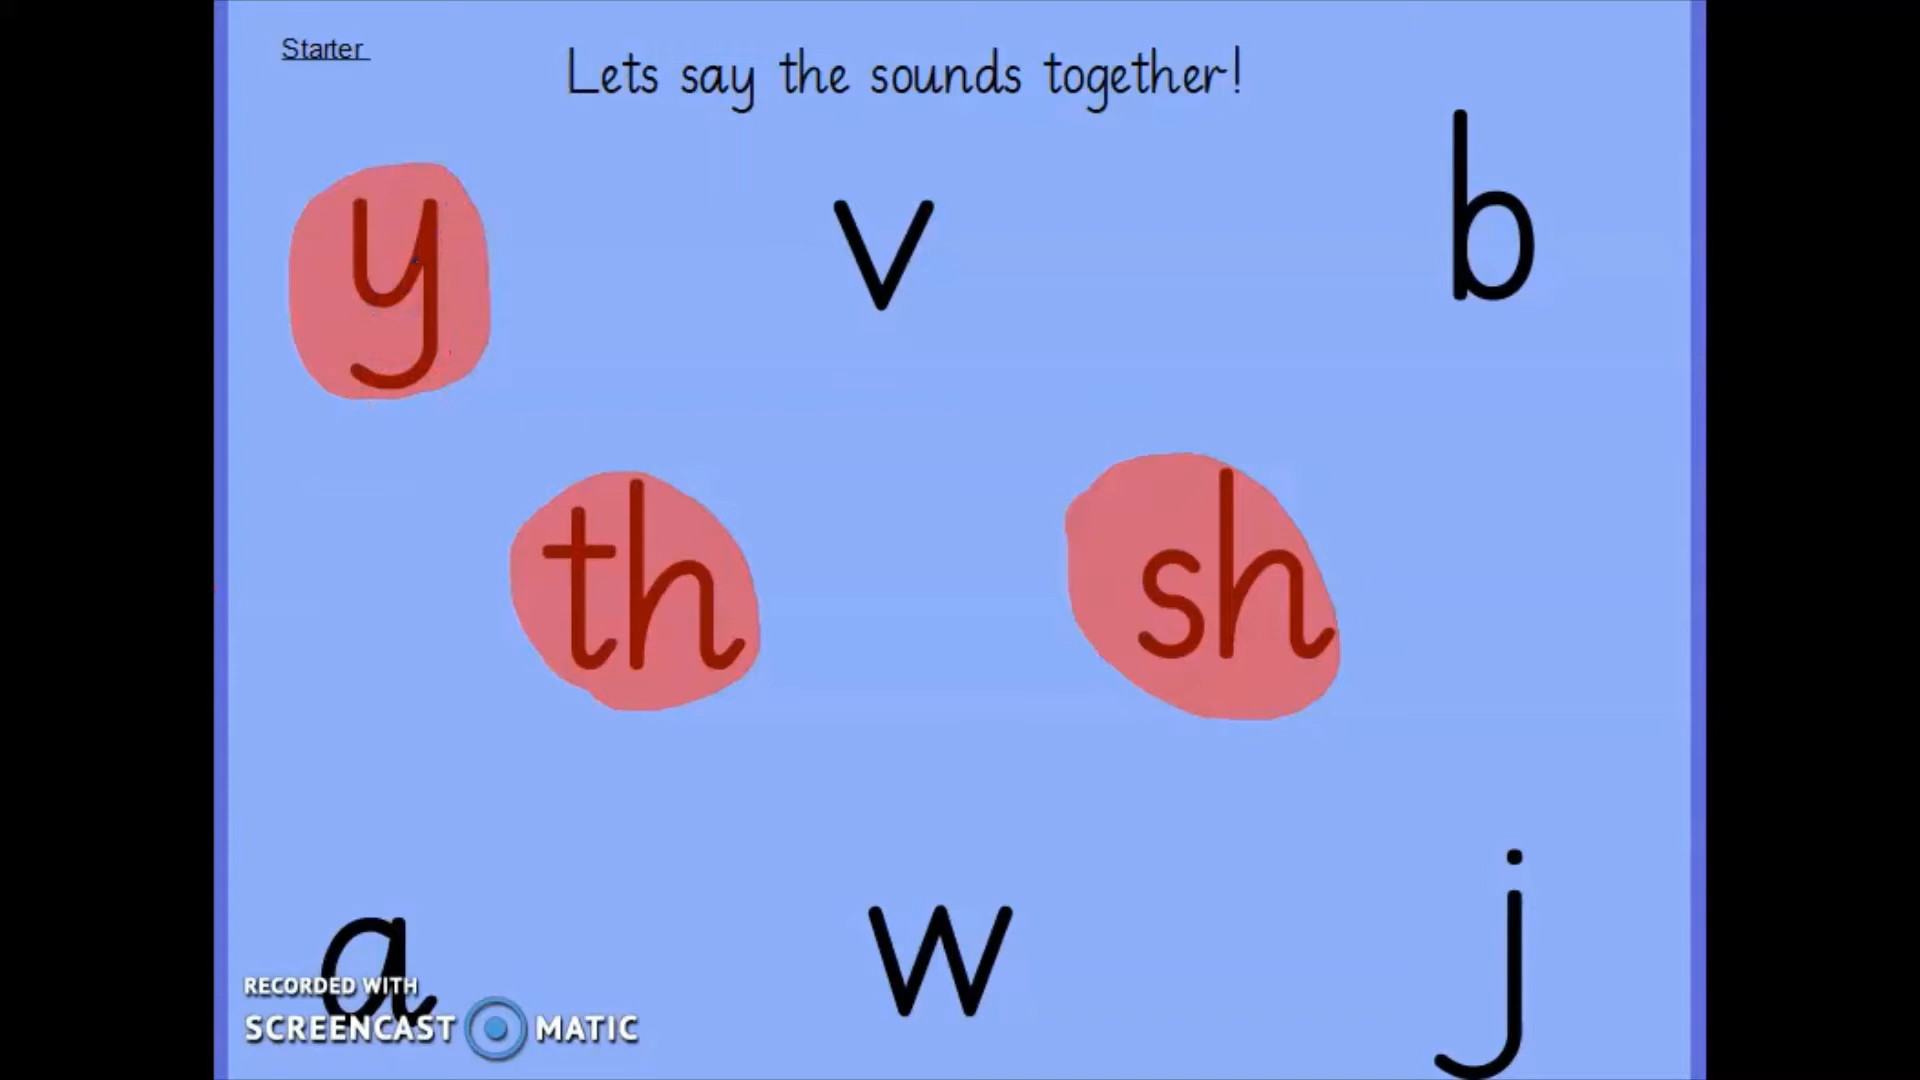 Starter
Lets say the sounds together!
y v b
th sh
a w j
RECORDED WITH
SCREENCAST MATIC